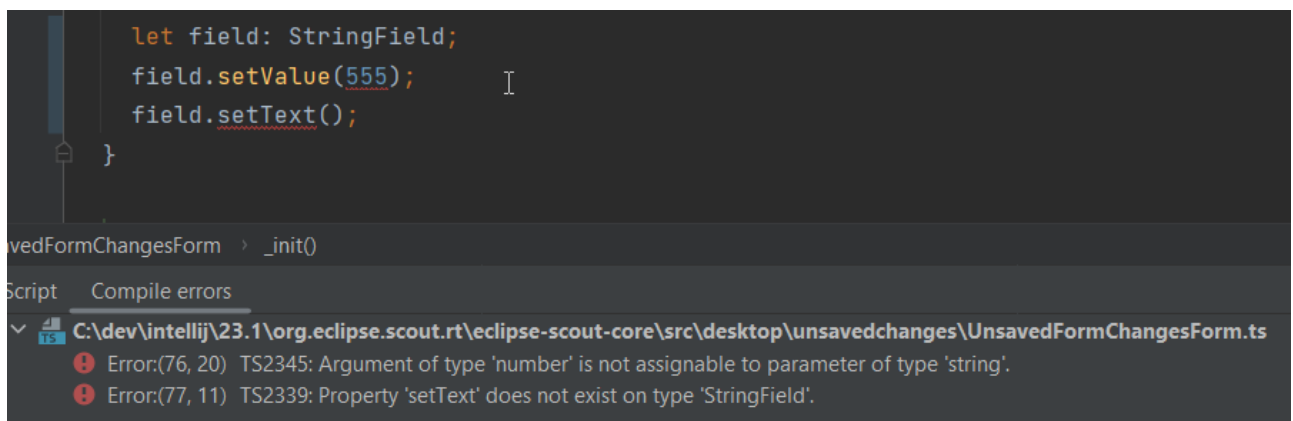 let field: StringField;
field.setValue(555);
field.setText();
}
avedFormChangesForm › _init()
Script Compile errors
TS C:\dev\intellij\23.1\org.eclipse.scout.rt\eclipse-scout-core\src\desktop\unsavedchanges\UnsavedFormChangesForm.ts
Error:(76, 20) TS2345: Argument of type 'number' is not assignable to parameter of type 'string'.
Error:(77, 11) TS2339: Property 'setText' does not exist on type 'StringField'.